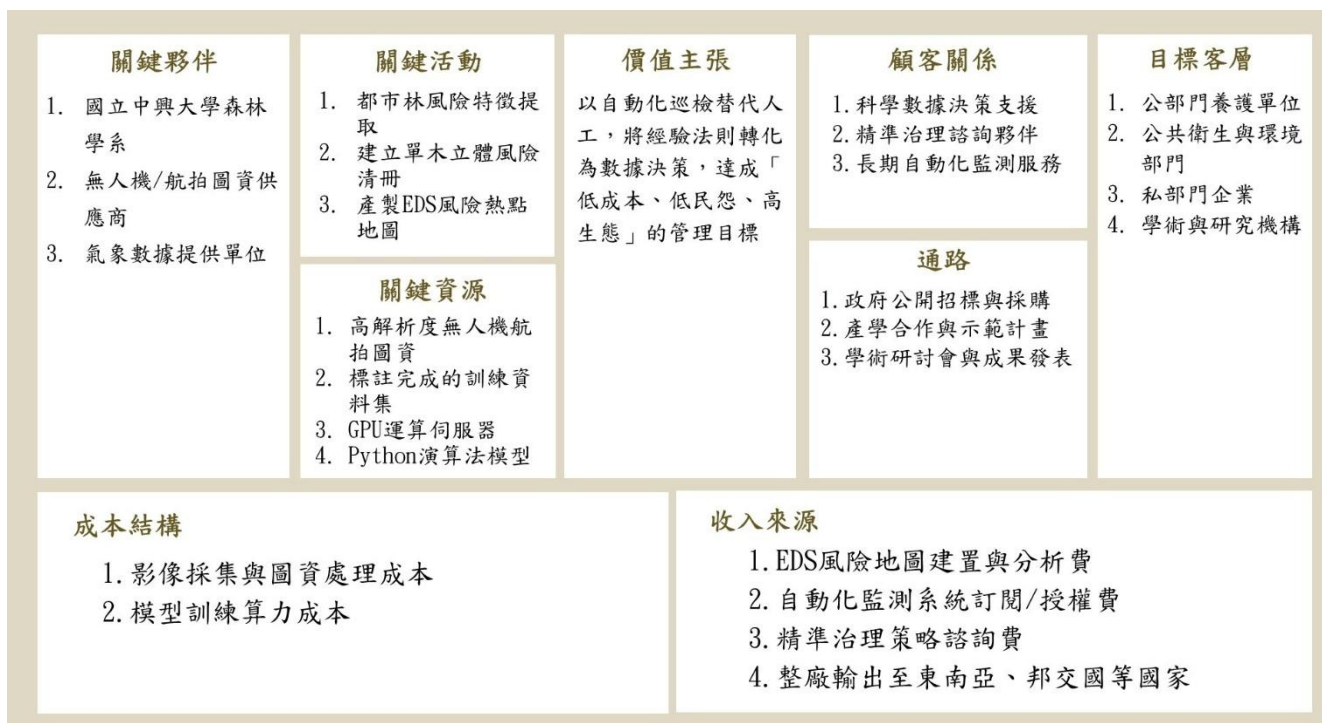 關鍵夥伴
1. 國立中興大學森林
學系
2. 無人機/航拍圖資供
應商
3. 氣象數據提供單位
關鍵活動
1. 都市林風險特徵提
取
2. 建立單木立體風險
清冊
3. 產製EDS風險熱點
地圖
關鍵資源
1. 高解析度無人機航
拍圖資
2. 標註完成的訓練資
料集
3. GPU運算伺服器
4. Python演算法模型
價值主張
以自動化巡檢替代人
工，將經驗法則轉化
為數據決策，達成「
低成本、低民怨、高
生態」的管理目標
顧客關係
1.科學數據決策支援
2.精準治理諮詢夥伴
3.長期自動化監測服務
通路
1.政府公開招標與採購
2.產學合作與示範計畫
3.學術研討會與成果發表
目標客層
1. 公部門養護單位
2. 公共衛生與環境
部門
3. 私部門企業
4. 學術與研究機構
成本結構
1.影像採集與圖資處理成本
2.模型訓練算力成本
收入來源
1.EDS風險地圖建置與分析費
2.自動化監測系統訂閱/授權費
3.精準治理策略諮詢費
4.整廠輸出至東南亞、邦交國等國家